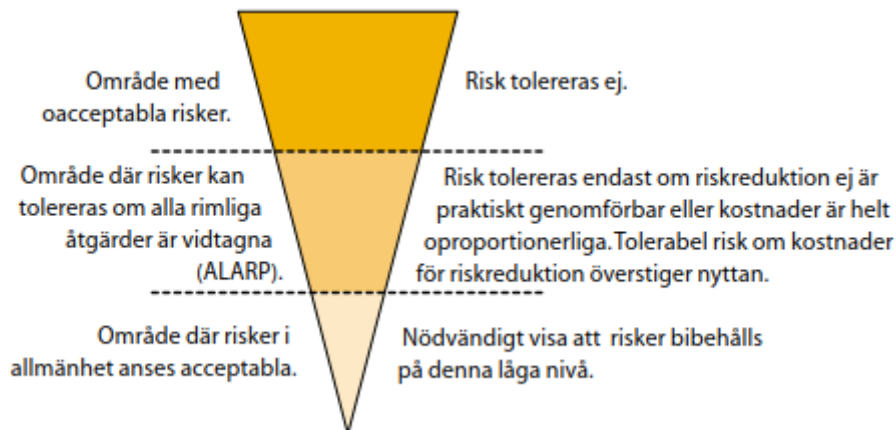 Område med
oacceptabla risker.
Risk tolereras ej.
Område där risker kan
tolereras om alla rimliga
åtgärder är vidtagna
(ALARP).
Risk tolereras endast om riskreduktion ej är
praktiskt genomförbar eller kostnader är helt
oproportionerliga. Tolerabel risk om kostnader
för riskreduktion överstiger nyttan.
Område där risker i
allmänhet anses acceptabla.
Nödvändigt visa att risker bibehålls
på denna låga nivå.